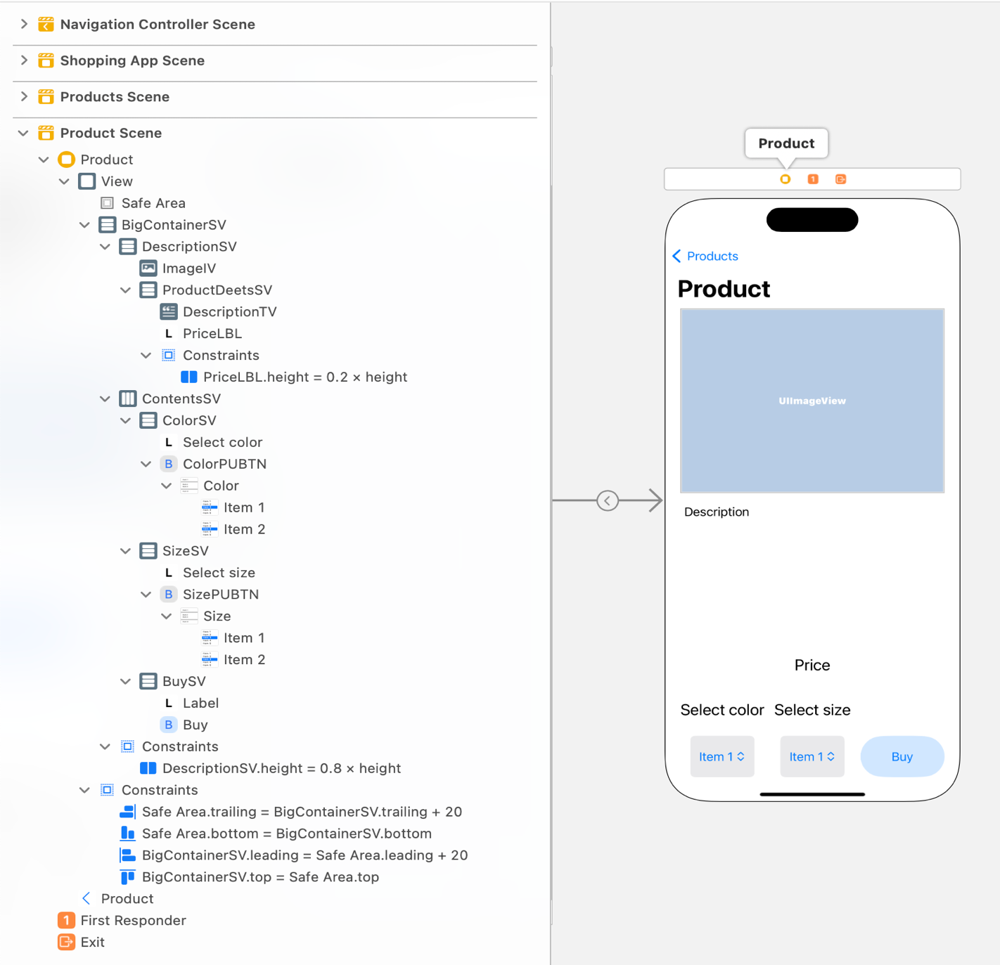 Navigation Controller Scene
Shopping App Scene
Products Scene
Product Scene
Product
View
Safe Area
BigContainerSV
DescriptionSV
ImageIV
ProductDeetsSV
DescriptionTV
L PriceLBL
Constraints
PriceLBL.height = 0.2 × height
ContentsSV
ColorSV
L Select color
B ColorPUBTN
Color
Item 1
Item 2
SizeSV
L Select size
B SizePUBTN
Size
Item 1
Item 2
BuySV
L Label
B Buy
Constraints
DescriptionSV.height = 0.8 × height
Constraints
Safe Area.trailing = BigContainerSV.trailing + 20
Safe Area.bottom = BigContainerSV.bottom
BigContainerSV.leading = Safe Area.leading + 20
BigContainerSV.top = Safe Area.top
Product
1 First Responder
Exit
Product
1
Products
Product
UIImageView
Description
Price
Select color Select size
Item 1 Item 1 Buy